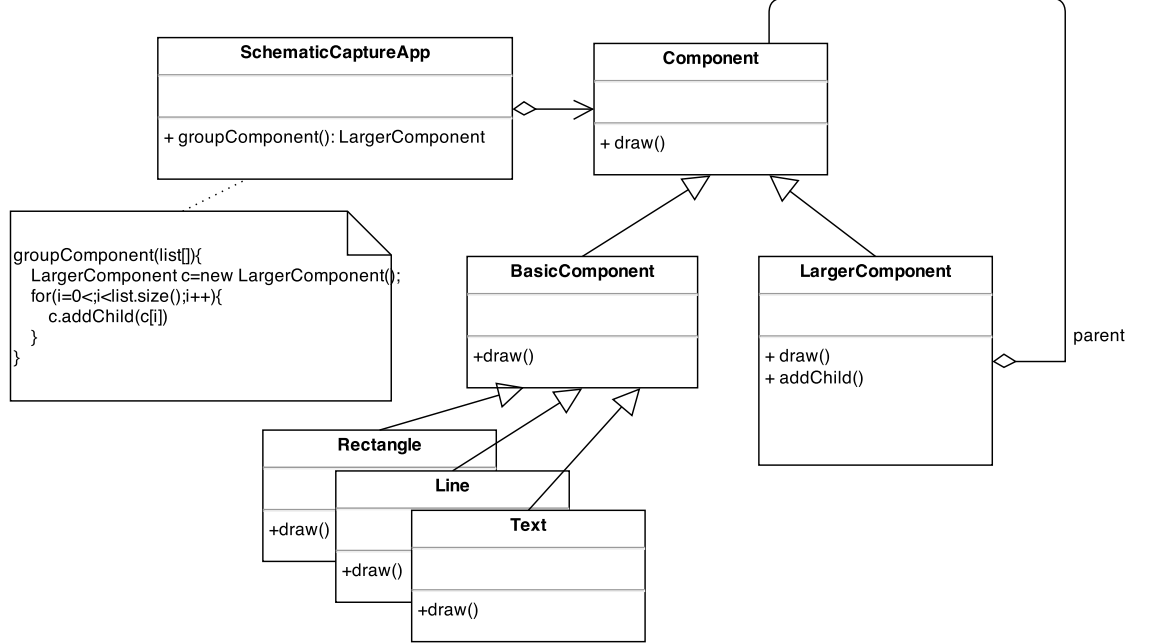 SchematicCaptureApp
+ groupComponent(): LargerComponent
Component
+ draw()
groupComponent(list[]){
LargerComponent c=new LargerComponent();
for(i=0<;i<list.size();i++){
c.addChild(c[i])
}
}
BasicComponent
+draw()
LargerComponent
+ draw()
+ addChild()
parent
Rectangle
+draw()
Line
+draw()
Text
+draw()